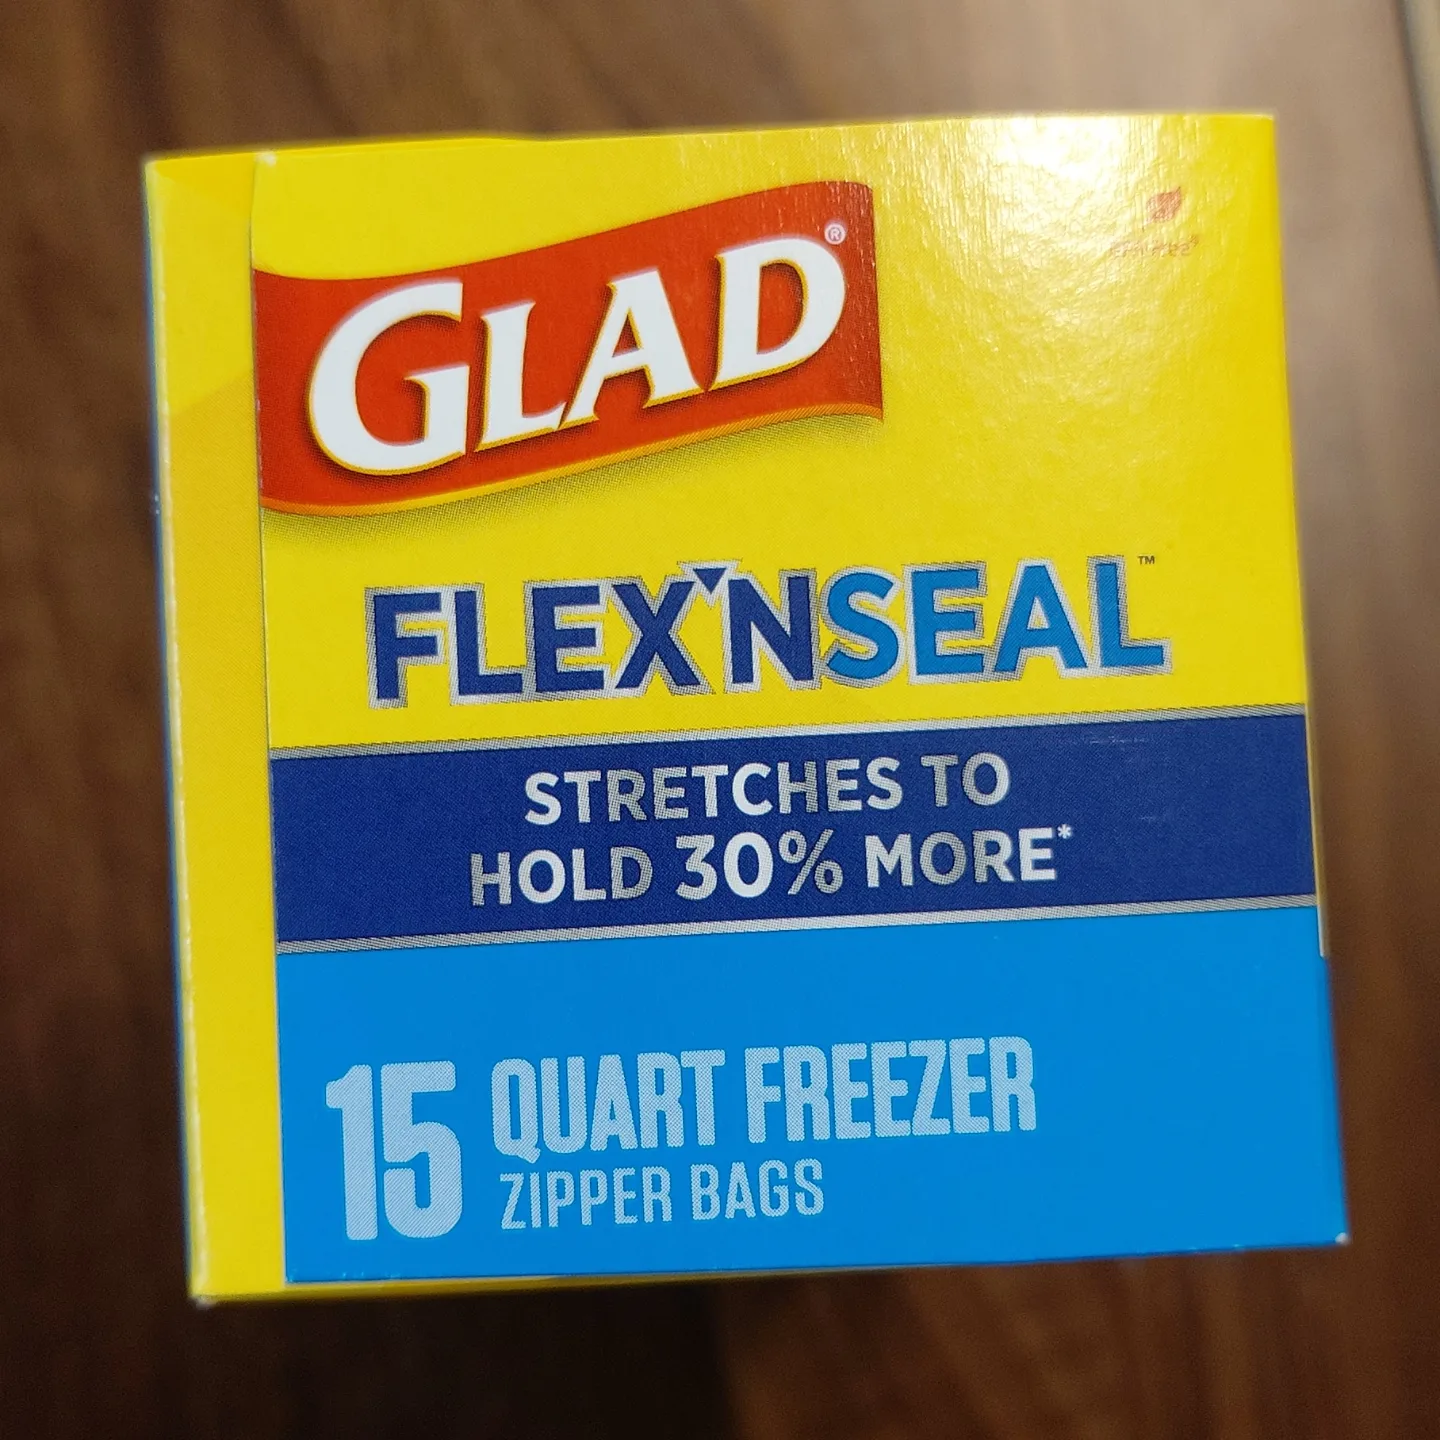 GLAD®
FLEX'NSEAL™
STRETCHES TO
HOLD 30% MORE*
15 QUART FREEZER
ZIPPER BAGS